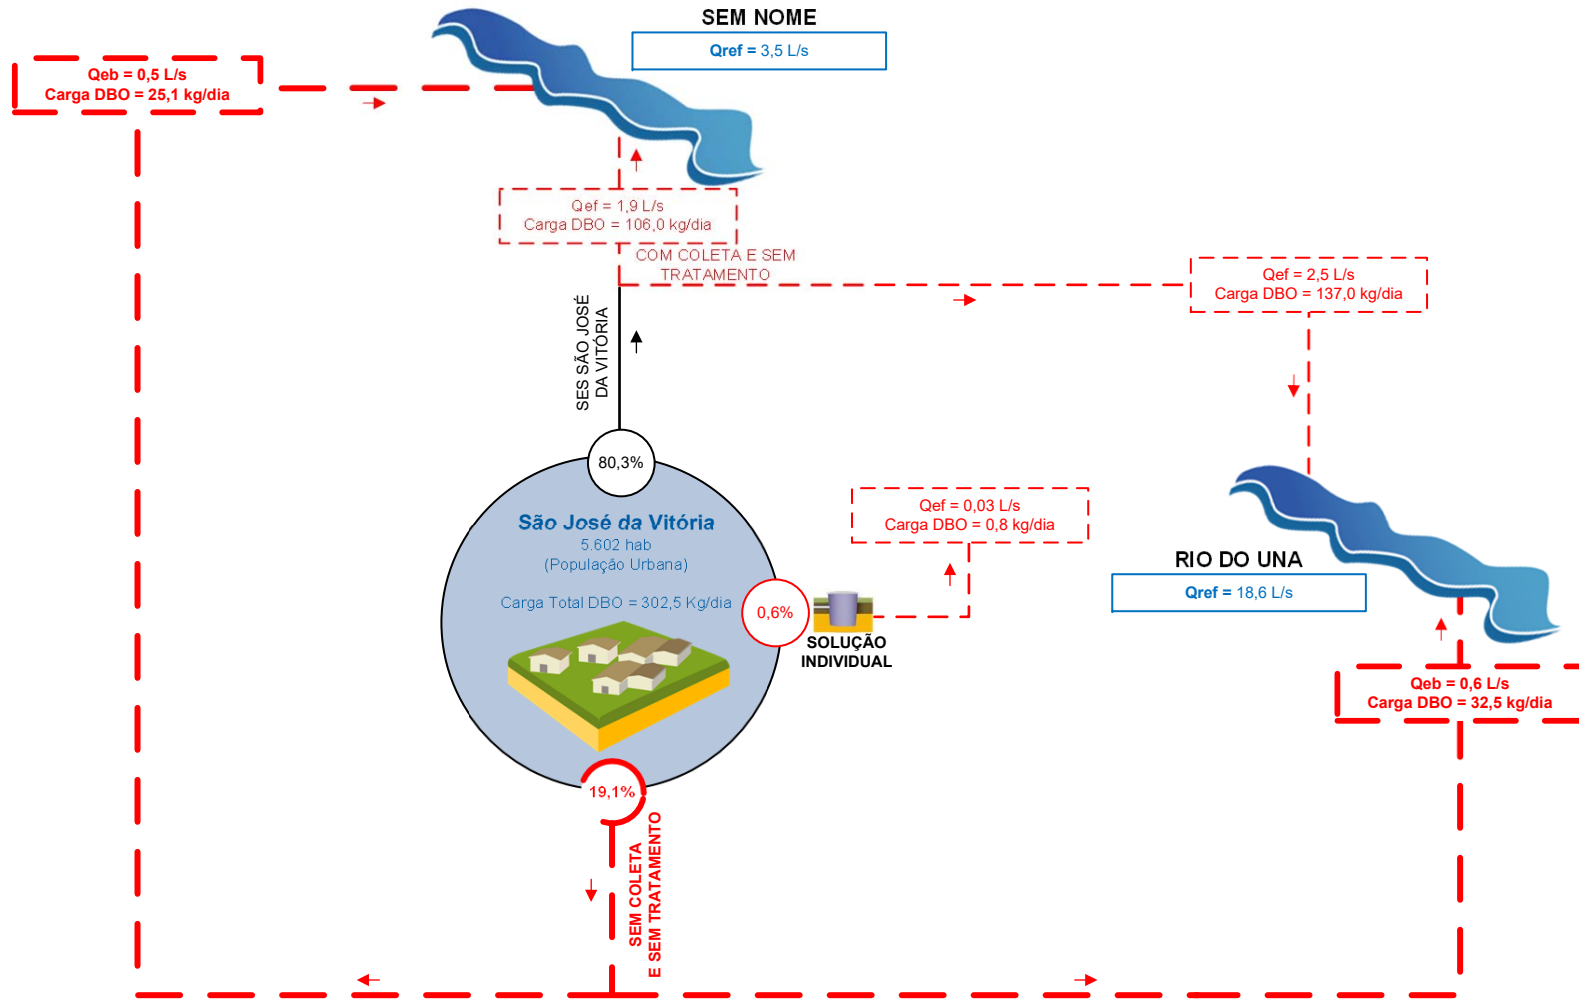 SEM NOME
Qref = 3,5 L/s
Qeb = 0,5 L/s
Carga DBO = 25,1 kg/dia
Qef = 1,9 L/s
Carga DBO = 106,0 kg/dia
COM COLETA E SEM
TRATAMENTO
Qef = 2,5 L/s
Carga DBO = 137,0 kg/dia
SES SÃO JOSÉ
DA VITÓRIA
80,3%
São José da Vitória
5.602 hab
(População Urbana)
Carga Total DBO = 302,5 Kg/dia
Qef = 0,03 L/s
Carga DBO = 0,8 kg/dia
0,6%
SOLUÇÃO
INDIVIDUAL
RIO DO UNA
Qref = 18,6 L/s
Qeb = 0,6 L/s
Carga DBO = 32,5 kg/dia
19,1%
SEM COLETA
E SEM TRATAMENTO